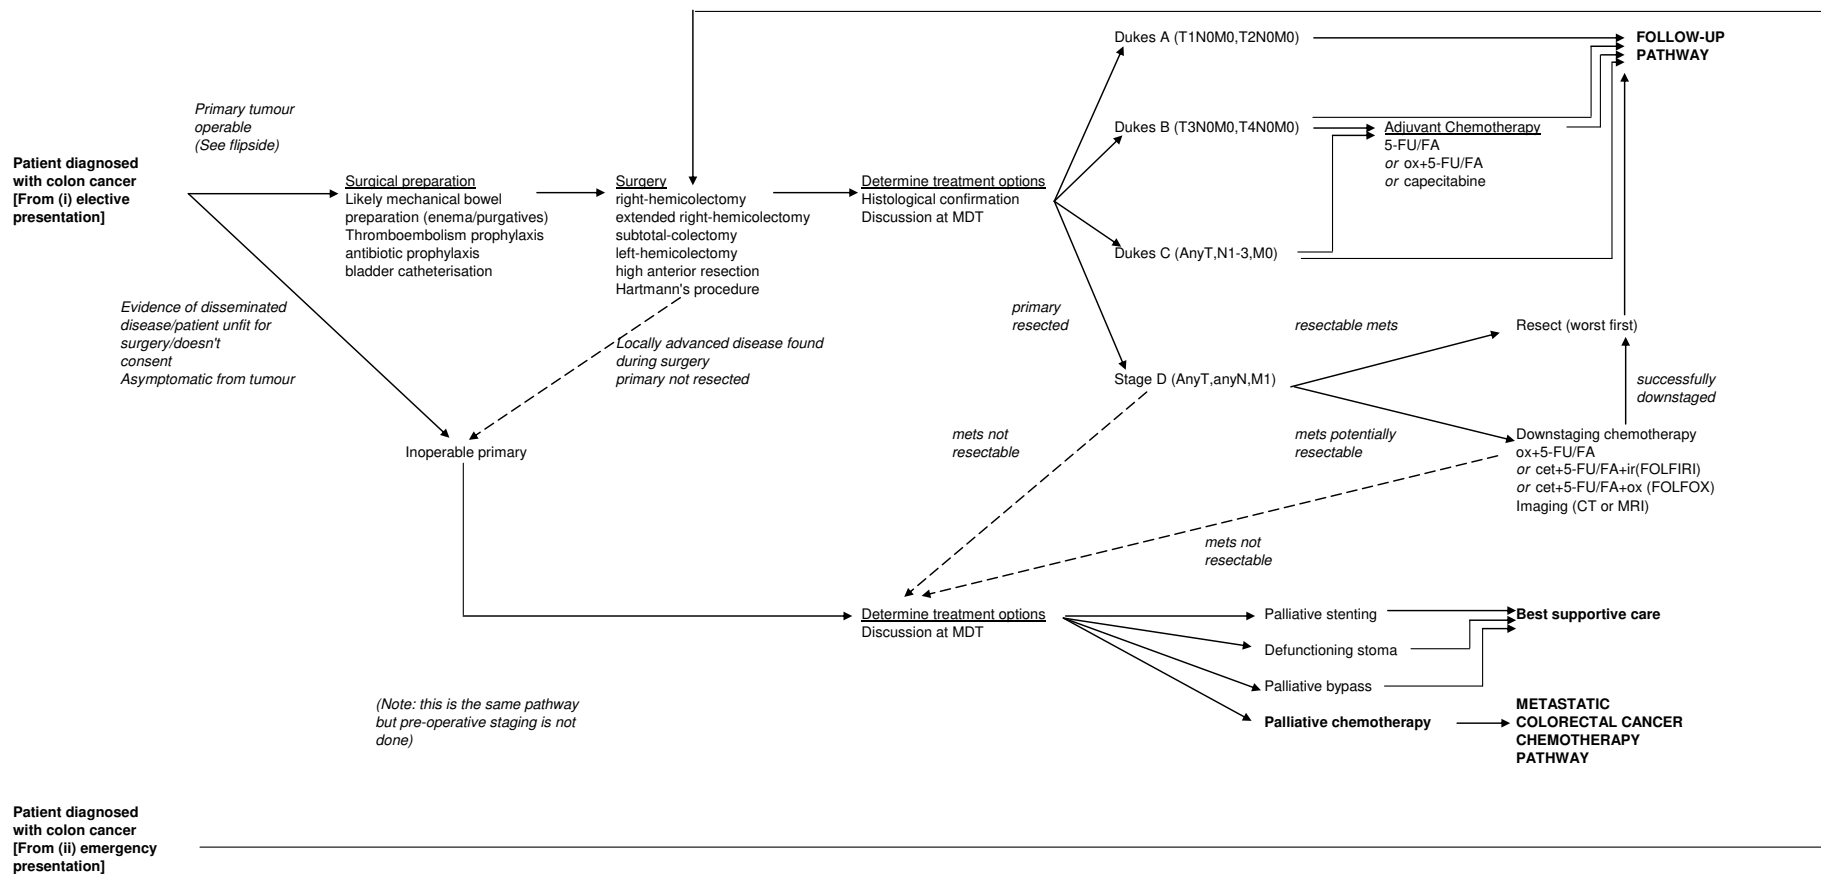 Dukes A (T1N0M0,T2N0M0)
FOLLOW-UP
PATHWAY
Primary tumour
operable
(See flipside)
Dukes B (T3N0M0,T4N0M0)
Adjuvant Chemotherapy
5-FU/FA
or ox+5-FU/FA
or capecitabine
Patient diagnosed
with colon cancer
[From (i) elective
presentation]
Surgical preparation
Likely mechanical bowel
preparation (enema/purgatives)
Thromboembolism prophylaxis
antibiotic prophylaxis
bladder catheterisation
Surgery
right-hemicolectomy
extended right-hemicolectomy
subtotal-colectomy
left-hemicolectomy
high anterior resection
Hartmann's procedure
Determine treatment options
Histological confirmation
Discussion at MDT
Dukes C (AnyT,N1-3,M0)
Evidence of disseminated
disease/patient unfit for
surgery/doesn't
consent
Asymptomatic from tumour
Locally advanced disease found
during surgery
primary not resected
primary
resected
resectable mets
Resect (worst first)
Stage D (AnyT,anyN,M1)
successfully
downstaged
Inoperable primary
mets not
resectable
mets potentially
resectable
Downstaging chemotherapy
ox+5-FU/FA
or cet+5-FU/FA+ir(FOLFIRI)
or cet+5-FU/FA+ox (FOLFOX)
Imaging (CT or MRI)
mets not
resectable
Determine treatment options
Discussion at MDT
Palliative stenting
Best supportive care
Defunctioning stoma
Palliative bypass
Palliative chemotherapy
METASTATIC
COLORECTAL CANCER
CHEMOTHERAPY
PATHWAY
(Note: this is the same pathway
but pre-operative staging is not
done)
Patient diagnosed
with colon cancer
[From (ii) emergency
presentation]